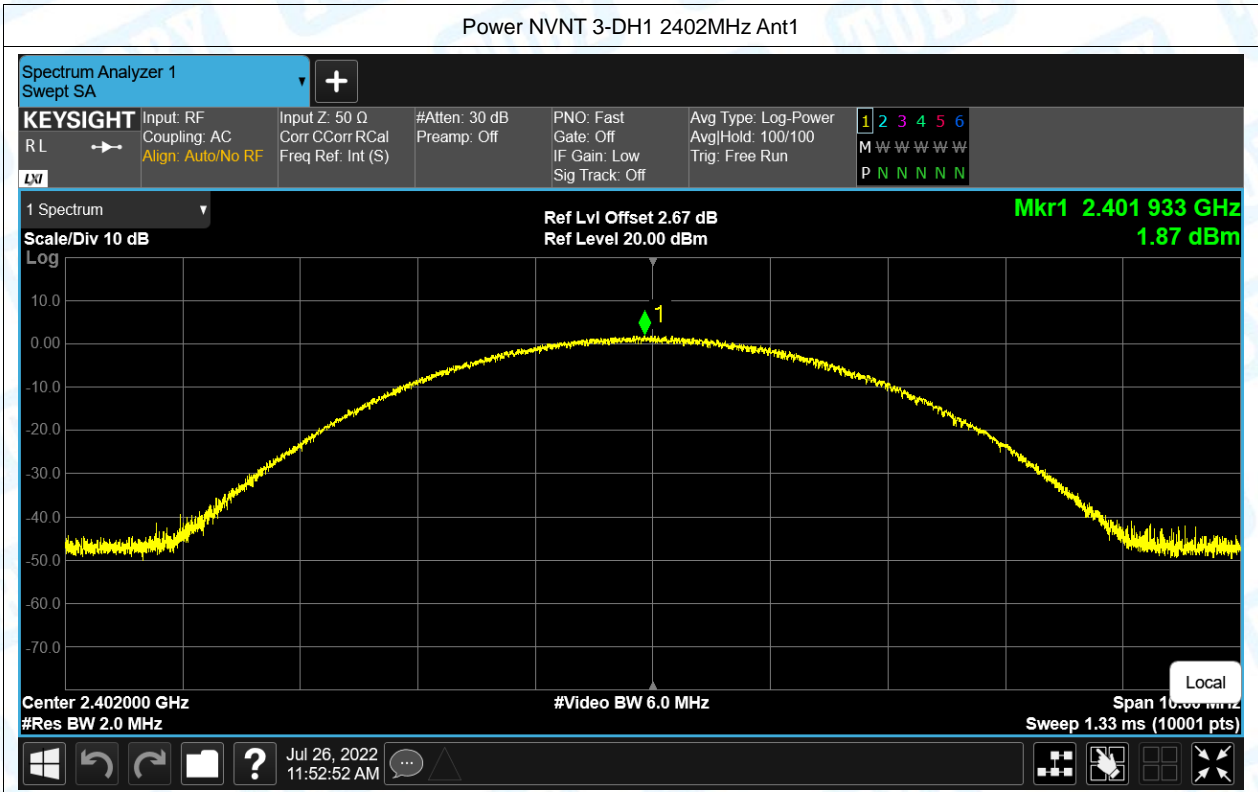 Power NVNT 3-DH1 2402MHz Ant1
Spectrum Analyzer 1
Swept SA
KEYSIGHT
RL
LXI
Input: RF
Coupling: AC
Align: Auto/No RF
Input Z: 50 Ω
Corr CCorr RCal
Freq Ref: Int (S)
#Atten: 30 dB
Preamp: Off
PNO: Fast
Gate: Off
IF Gain: Low
Sig Track: Off
Avg Type: Log-Power
Avg|Hold: 100/100
Trig: Free Run
1 2 3 4 5 6
M W W W W W
P N N N N N
1 Spectrum
Scale/Div 10 dB
Ref Lvl Offset 2.67 dB
Ref Level 20.00 dBm
Mkr1 2.401 933 GHz
1.87 dBm
Log
10.0
0.00
-10.0
-20.0
-30.0
-40.0
-50.0
-60.0
-70.0
1
Local
Center 2.402000 GHz
#Video BW 6.0 MHz
Span 10.00 MHz
#Res BW 2.0 MHz
Sweep 1.33 ms (10001 pts)
?
Jul 26, 2022
11:52:52 AM